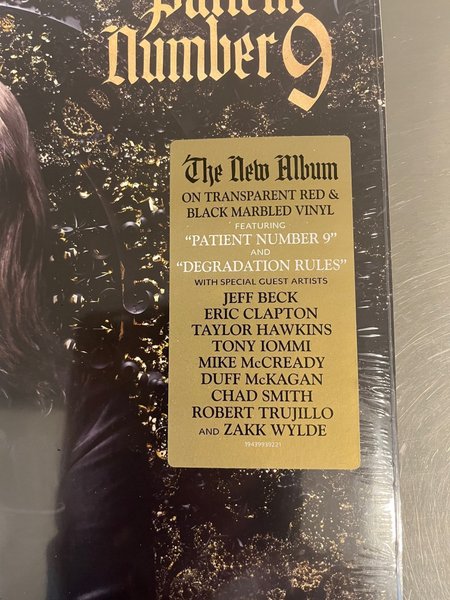 Patient
Number 9
The New Album
ON TRANSPARENT RED &
BLACK MARBLED VINYL
FEATURING
“PATIENT NUMBER 9”
AND
“DEGRADATION RULES”
WITH SPECIAL GUEST ARTISTS
JEFF BECK
ERIC CLAPTON
TAYLOR HAWKINS
TONY IOMMI
MIKE McCREADY
DUFF McKAGAN
CHAD SMITH
ROBERT TRUJILLO
AND ZAKK WYLDE
19439939221